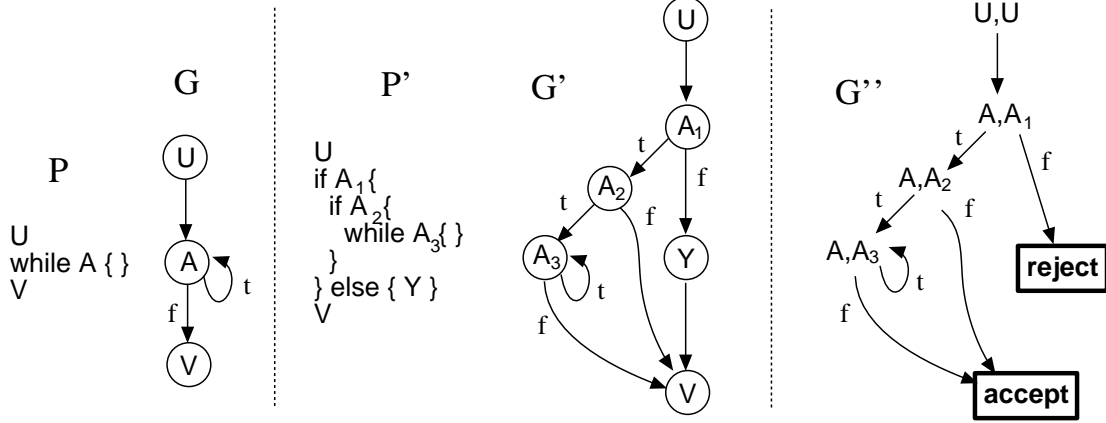 P
U
while A { }
V
G
U
A
t
f
V
P'
U
if A1{
if A2{
while A3{ }
}
} else { Y }
V
G'
U
A1
t
f
A2
t
f
A3
t
f
Y
V
G''
U,U
A,A1
t
f
A,A2
t
f
A,A3
t
f
reject
accept